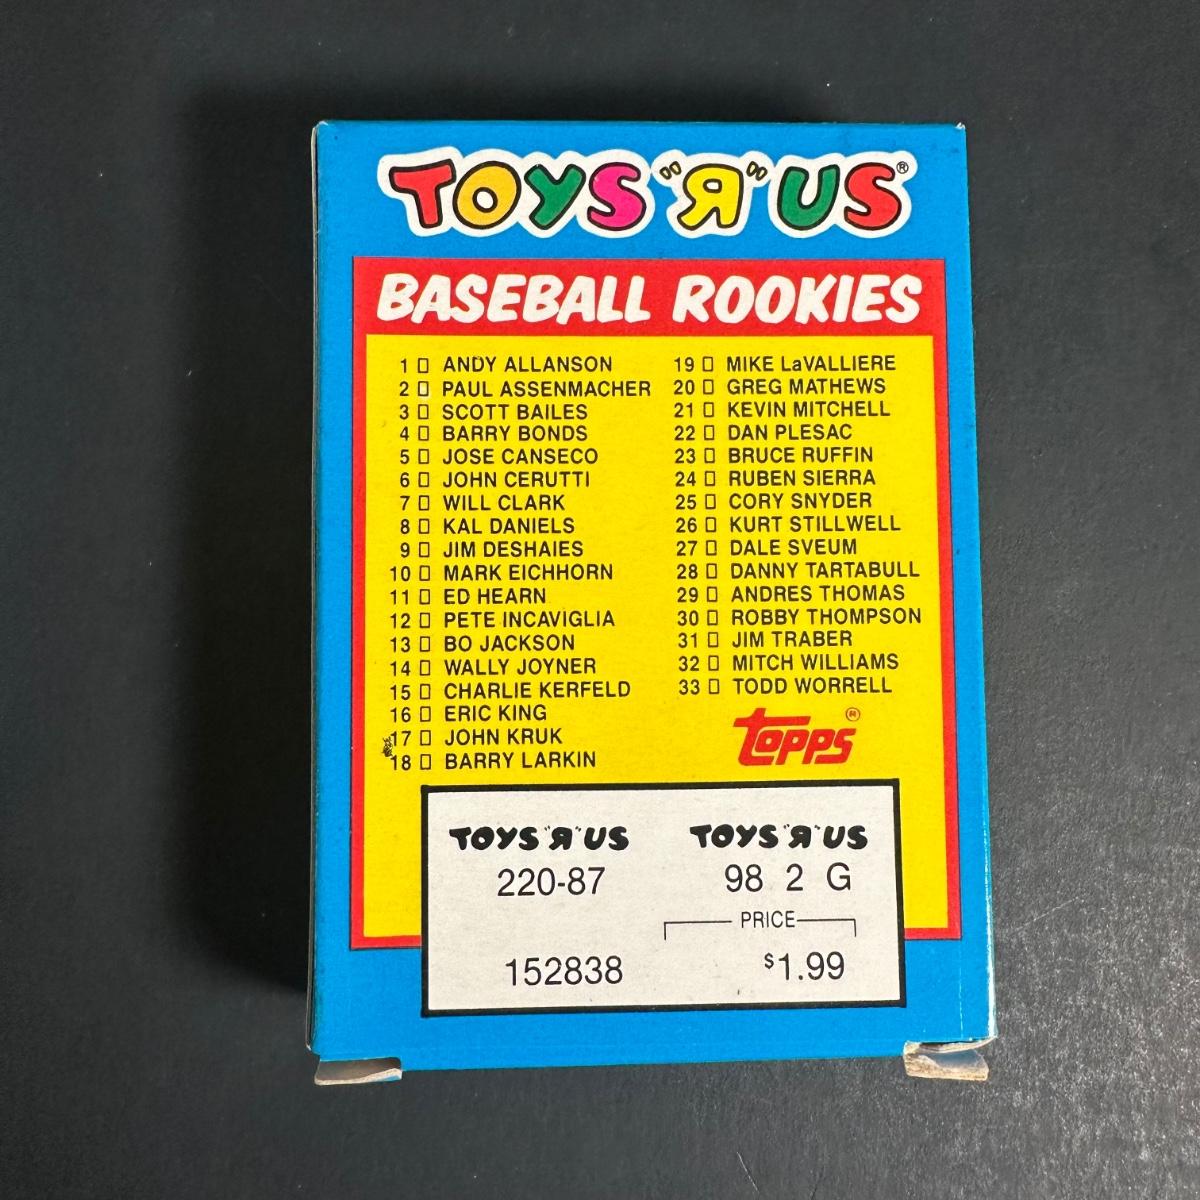 TOYS "Я" US®
BASEBALL ROOKIES
1 ▯ ANDY ALLANSON
2 ▯ PAUL ASSENMACHER
3 ▯ SCOTT BAILES
4 ▯ BARRY BONDS
5 ▯ JOSE CANSECO
6 ▯ JOHN CERUTTI
7 ▯ WILL CLARK
8 ▯ KAL DANIELS
9 ▯ JIM DESHAIES
10 ▯ MARK EICHHORN
11 ▯ ED HEARN
12 ▯ PETE INCAVIGLIA
13 ▯ BO JACKSON
14 ▯ WALLY JOYNER
15 ▯ CHARLIE KERFELD
16 ▯ ERIC KING
17 ▯ JOHN KRUK
18 ▯ BARRY LARKIN
19 ▯ MIKE LaVALLIERE
20 ▯ GREG MATHEWS
21 ▯ KEVIN MITCHELL
22 ▯ DAN PLESAC
23 ▯ BRUCE RUFFIN
24 ▯ RUBEN SIERRA
25 ▯ CORY SNYDER
26 ▯ KURT STILLWELL
27 ▯ DALE SVEUM
28 ▯ DANNY TARTABULL
29 ▯ ANDRES THOMAS
30 ▯ ROBBY THOMPSON
31 ▯ JIM TRABER
32 ▯ MITCH WILLIAMS
33 ▯ TODD WORRELL
topps®
TOYS "Я" US
220-87
152838
TOYS "Я" US
98 2 G
PRICE
$1.99